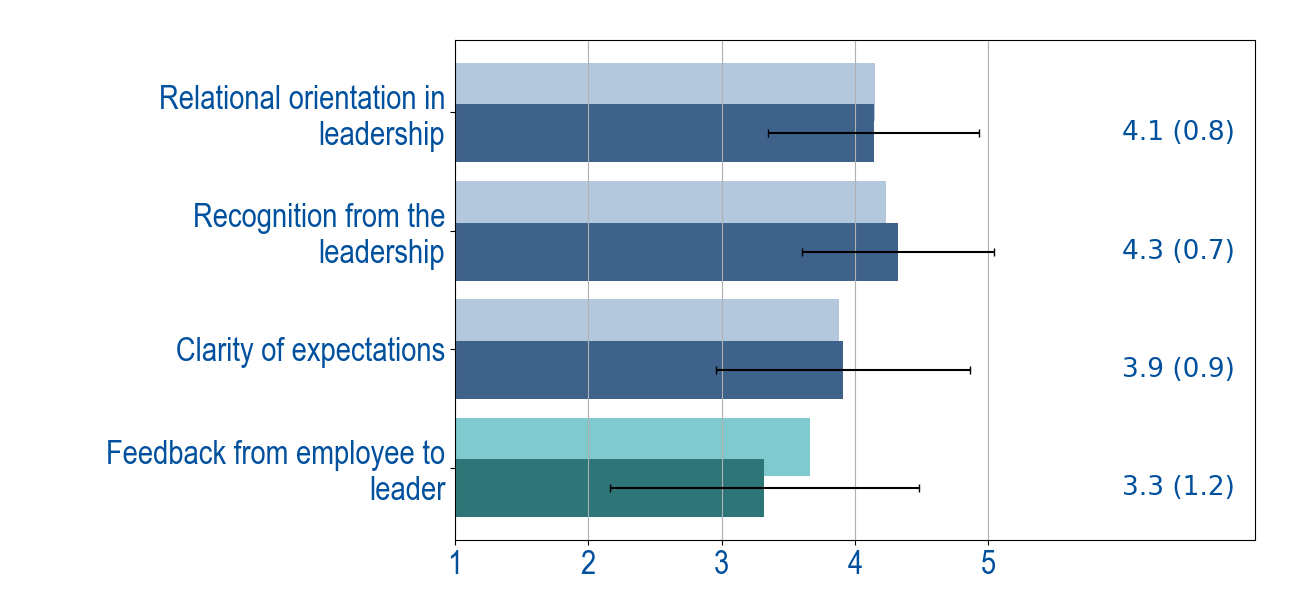 Relational orientation in
leadership
4.1 (0.8)
Recognition from the
leadership
4.3 (0.7)
Clarity of expectations
3.9 (0.9)
Feedback from employee to
leader
3.3 (1.2)
1 2 3 4 5